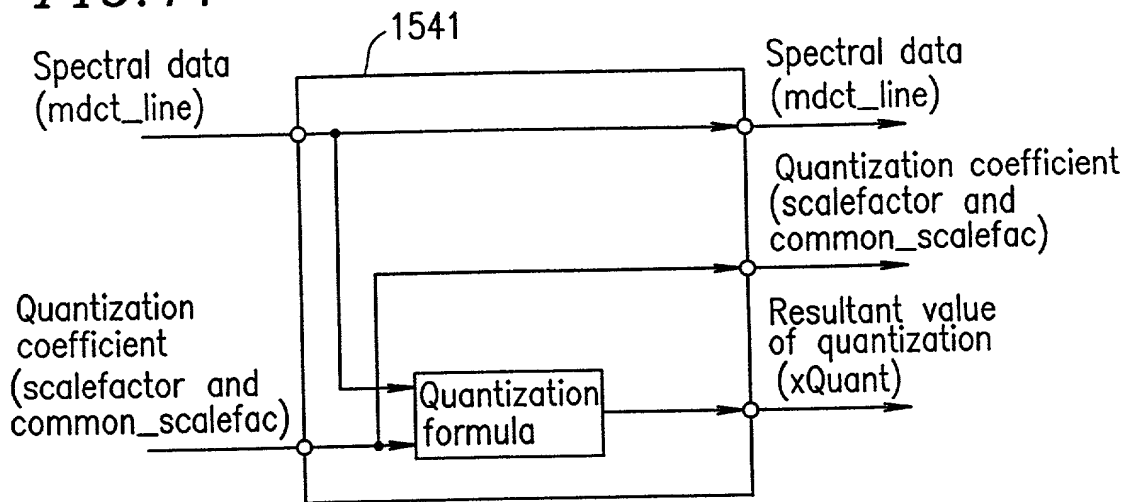 1541
Spectral data
(mdct_line)
Spectral data
(mdct_line)
Quantization coefficient
(scalefactor and
common_scalefac)
Quantization
coefficient
(scalefactor and
common_scalefac)
Quantization
formula
Resultant value
of quantization
(xQuant)